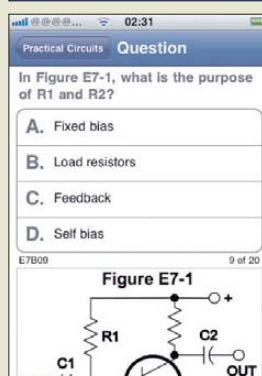 02:31
Practical Circuits Question
In Figure E7-1, what is the purpose
of R1 and R2?
A. Fixed bias
B. Load resistors
C. Feedback
D. Self bias
E7B09 9 of 20
Figure E7-1
+
R1
C2
C1
OUT